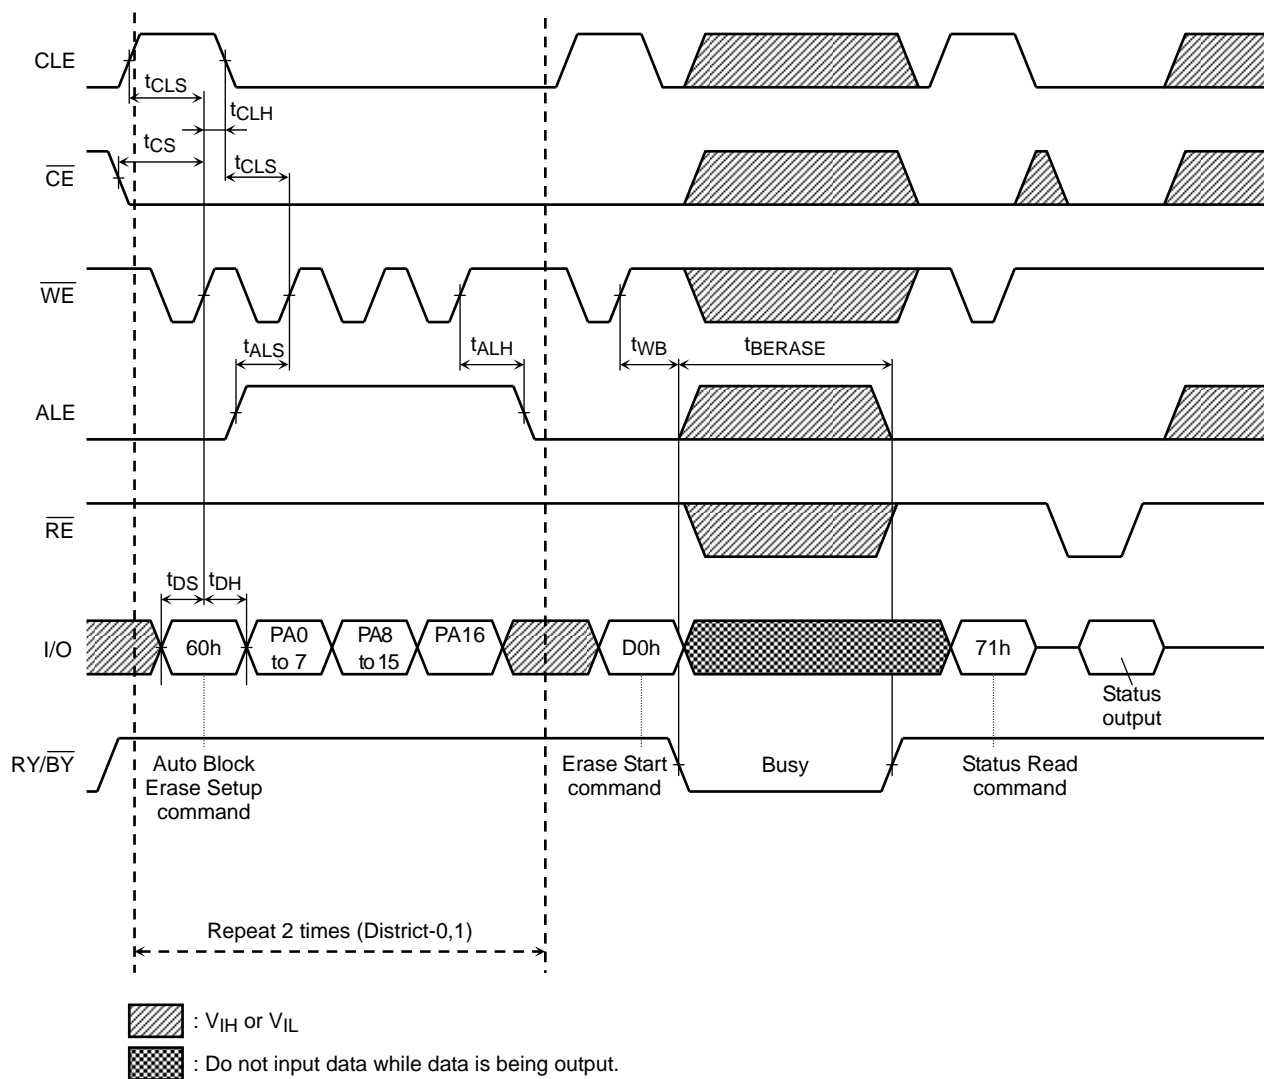 CLE
tCLS
tCLH
tCS
tCLS
CE
WE
tALS
tALH
tWB
tBERASE
ALE
RE
tDS
tDH
I/O
60h
PA0
to 7
PA8
to 15
PA16
D0h
71h
Status
output
RY/BY
Auto Block
Erase Setup
command
Erase Start
command
Busy
Status Read
command
Repeat 2 times (District-0,1)
: VIH or VIL
: Do not input data while data is being output.